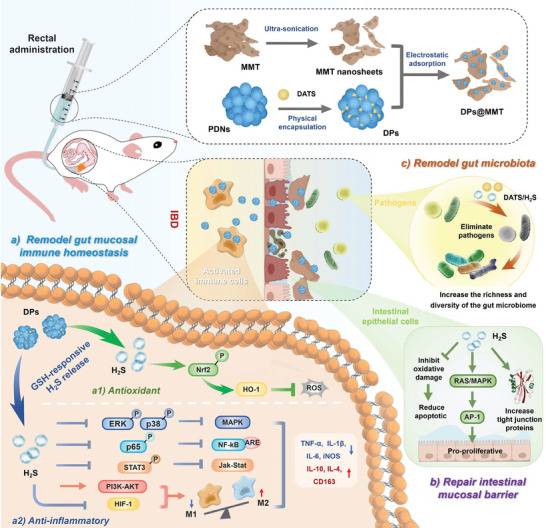 Rectal
administration
Ultra-sonication
MMT
MMT nanosheets
DATS
Physical
encapsulation
PDNs
DPs
Electrostatic
adsorption
DPs@MMT
IBD
Activated
immune cells
Pathogens
Intestinal
epithelial cells
c) Remodel gut microbiota
DATS/H₂S
Eliminate
pathogens
Increase the richness and
diversity of the gut microbiome
a) Remodel gut mucosal
immune homeostasis
DPs
GSH-responsive
H₂S release
H₂S
P
Nrf2
HO-1
ROS
a1) Antioxidant
H₂S
ERK
P
p38
P
MAPK
p65
P
NF-kB
ARE
STAT3
P
Jak-Stat
PI3K-AKT
HIF-1
M1
M2
TNF-α, IL-1β,
IL-6, iNOS
IL-10, IL-4,
CD163
a2) Anti-inflammatory
H₂S
Inhibit
oxidative
damage
Reduce
apoptotic
RAS/MAPK
AP-1
Increase
tight junction
proteins
Pro-proliferative
b) Repair intestinal
mucosal barrier